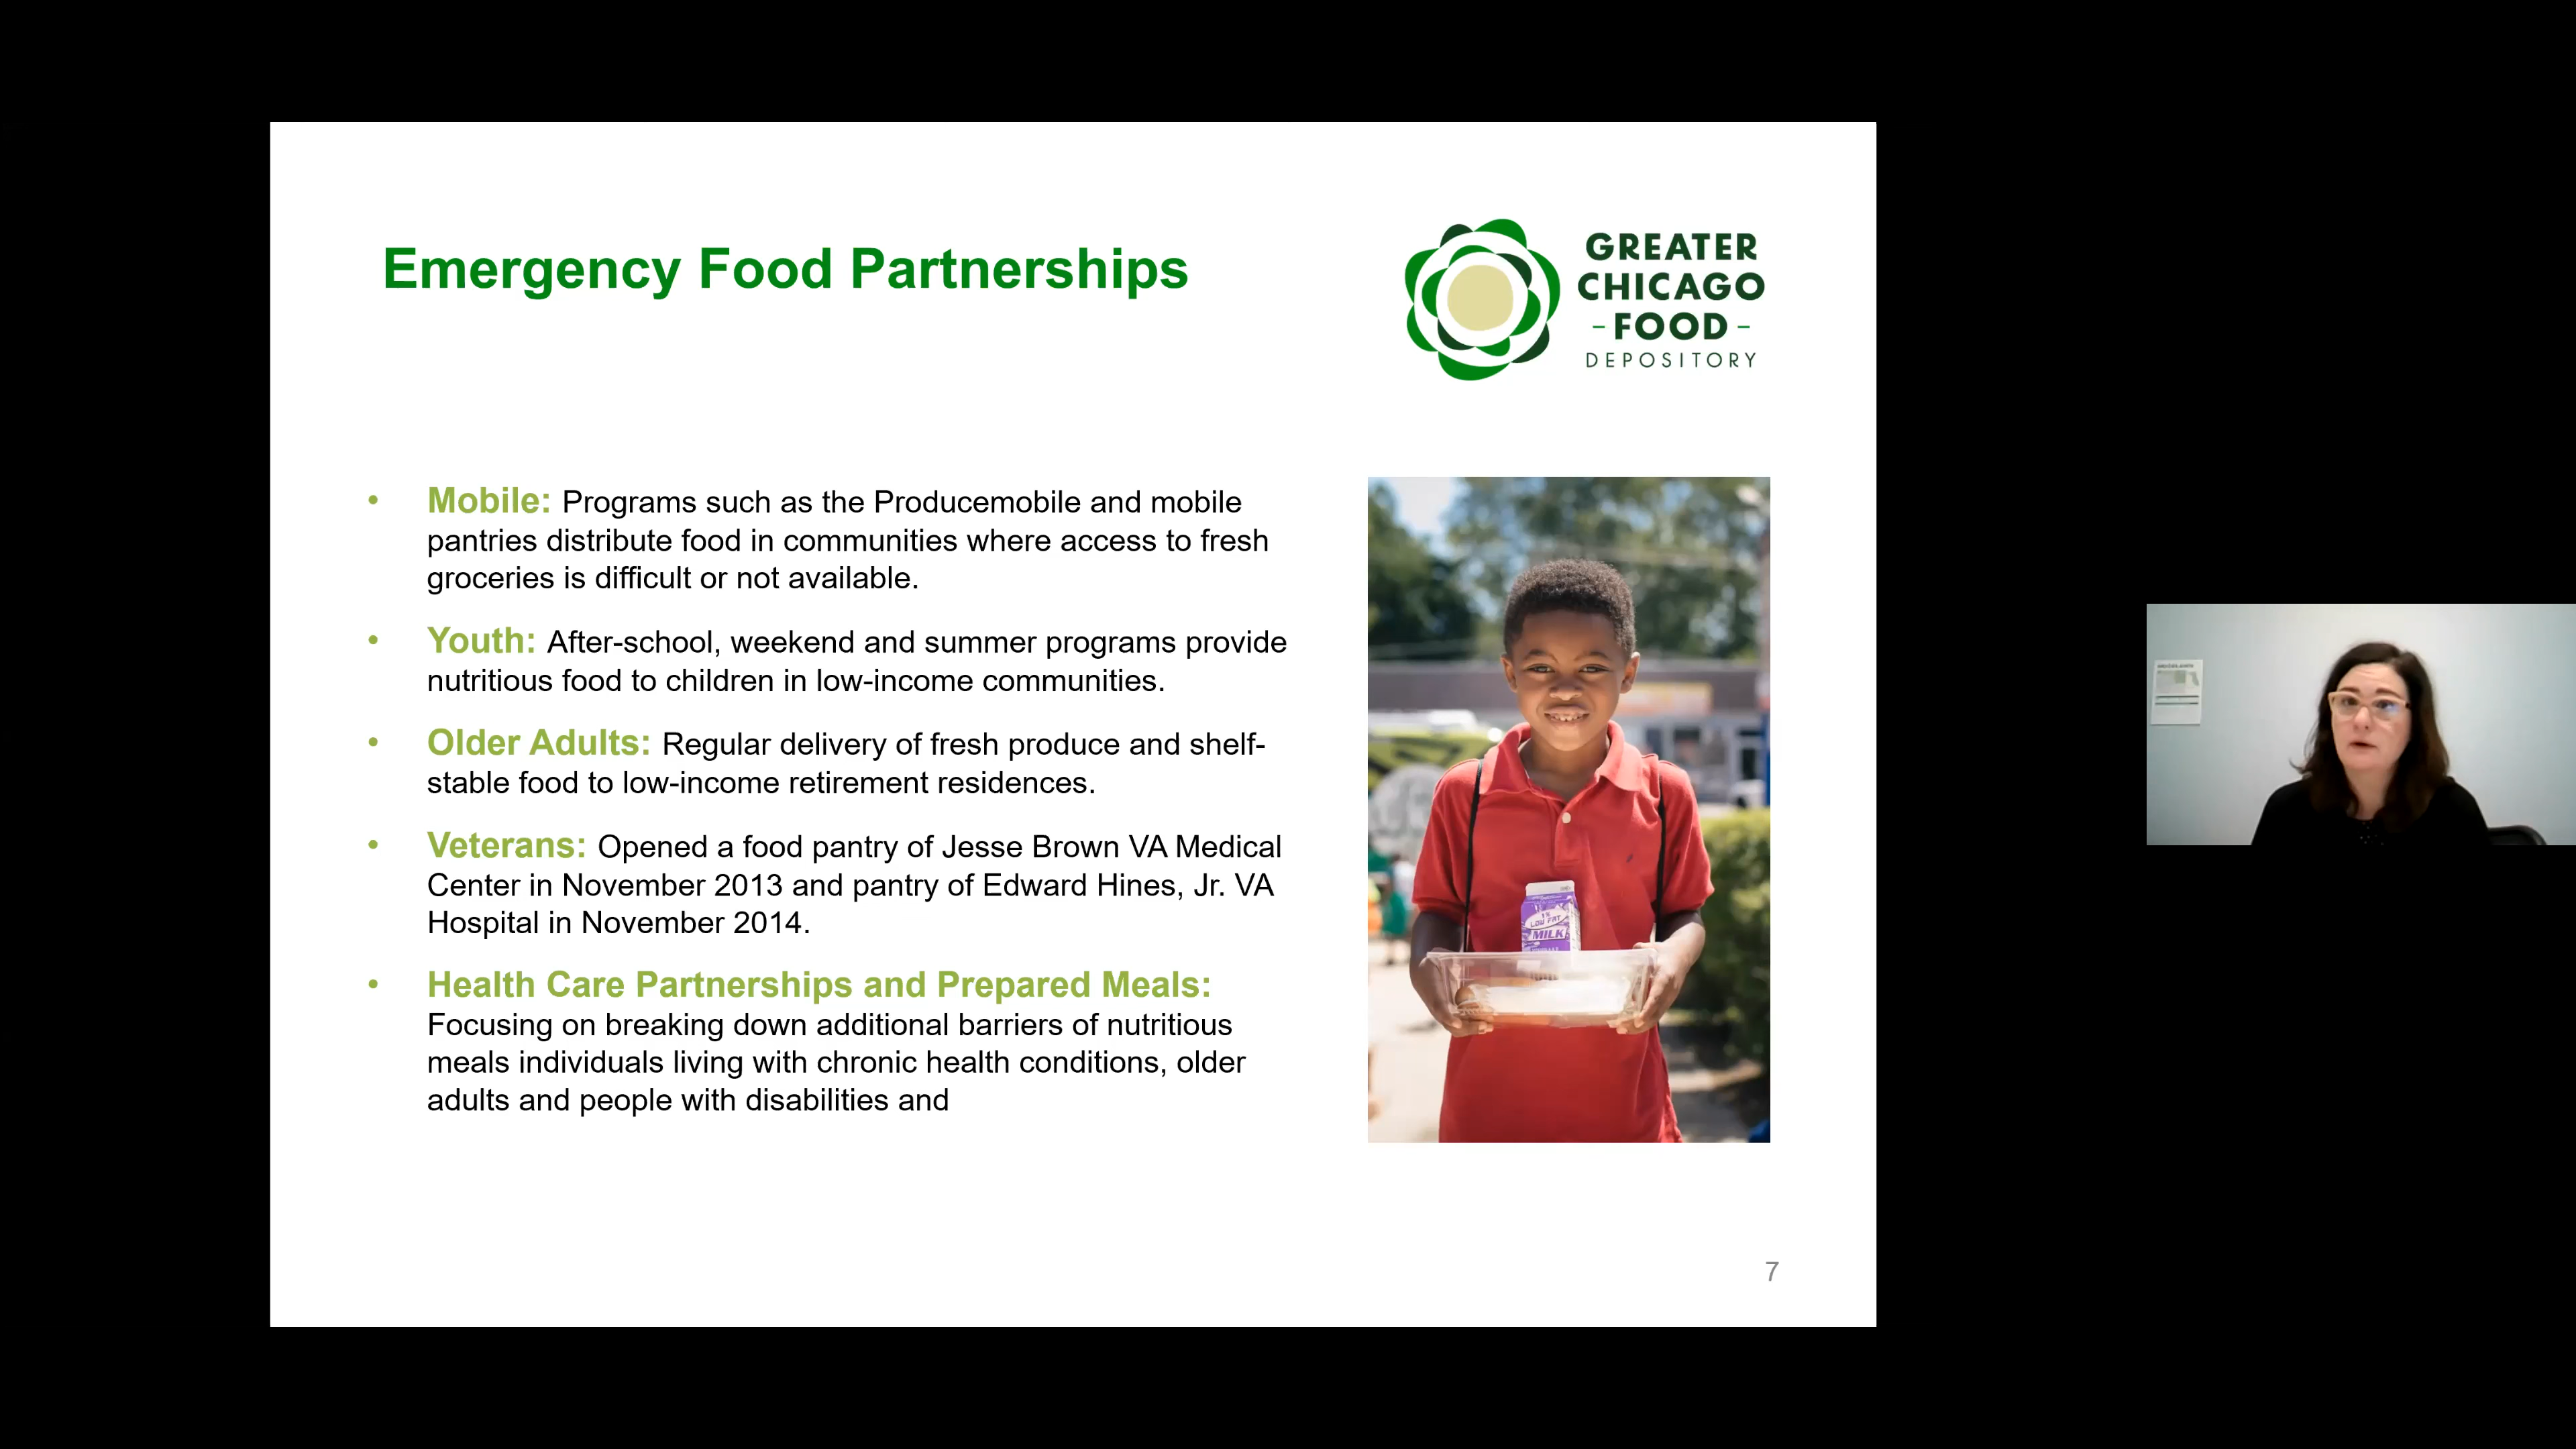 Emergency Food Partnerships
GREATER
CHICAGO
-FOOD-
DEPOSITORY
• Mobile: Programs such as the Producemobile and mobile
pantries distribute food in communities where access to fresh
groceries is difficult or not available.
• Youth: After-school, weekend and summer programs provide
nutritious food to children in low-income communities.
• Older Adults: Regular delivery of fresh produce and shelf-
stable food to low-income retirement residences.
• Veterans: Opened a food pantry of Jesse Brown VA Medical
Center in November 2013 and pantry of Edward Hines, Jr. VA
Hospital in November 2014.
• Health Care Partnerships and Prepared Meals:
Focusing on breaking down additional barriers of nutritious
meals individuals living with chronic health conditions, older
adults and people with disabilities and
1%
LOW FAT
MILK
7